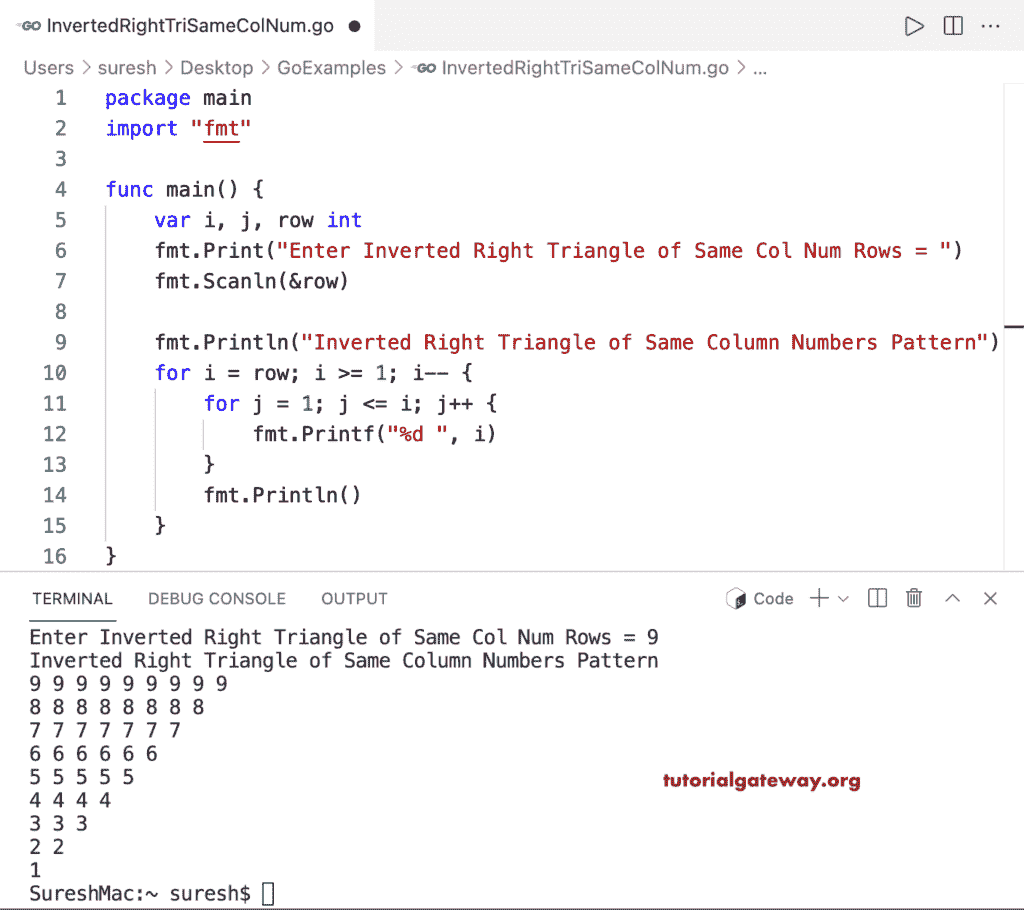 GO InvertedRightTriSameColNum.go ●
Users > suresh > Desktop > GoExamples > GO InvertedRightTriSameColNum.go > ...
1 package main
2 import "fmt"
3
4 func main() {
5     var i, j, row int
6     fmt.Print("Enter Inverted Right Triangle of Same Col Num Rows = ")
7     fmt.Scanln(&row)
8
9     fmt.Println("Inverted Right Triangle of Same Column Numbers Pattern")
10     for i = row; i >= 1; i-- {
11         for j = 1; j <= i; j++ {
12             fmt.Printf("%d ", i)
13         }
14         fmt.Println()
15     }
16 }
TERMINAL DEBUG CONSOLE OUTPUT Code
Enter Inverted Right Triangle of Same Col Num Rows = 9
Inverted Right Triangle of Same Column Numbers Pattern
9 9 9 9 9 9 9 9 9
8 8 8 8 8 8 8 8
7 7 7 7 7 7 7
6 6 6 6 6 6
5 5 5 5 5
4 4 4 4
3 3 3
2 2
1
SureshMac:~ suresh$
tutorialgateway.org